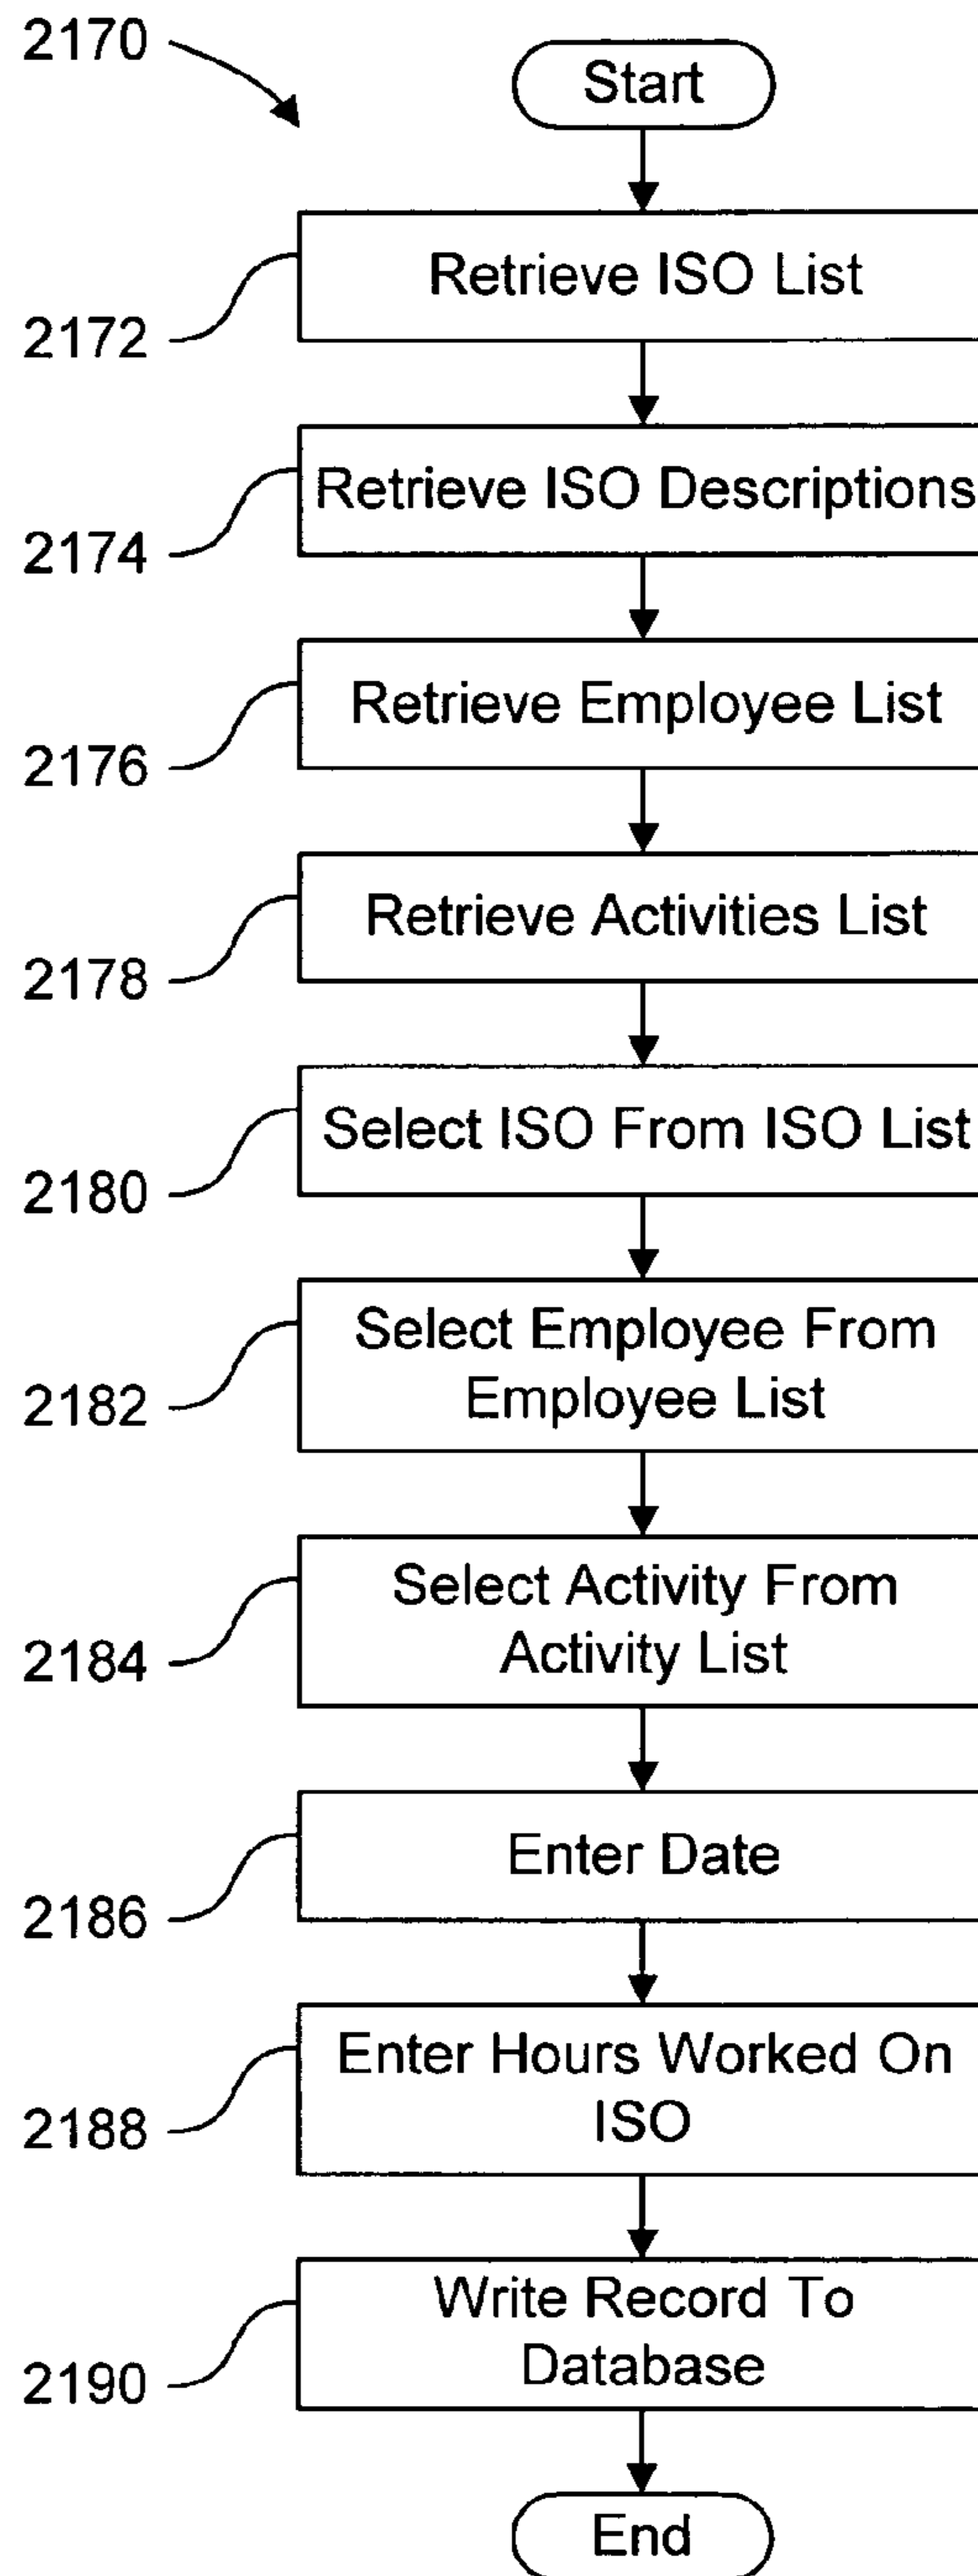 2170
Start
Retrieve ISO List
2172
Retrieve ISO Descriptions
2174
Retrieve Employee List
2176
Retrieve Activities List
2178
Select ISO From ISO List
2180
Select Employee From
Employee List
2182
Select Activity From
Activity List
2184
Enter Date
2186
Enter Hours Worked On
ISO
2188
Write Record To
Database
2190
End